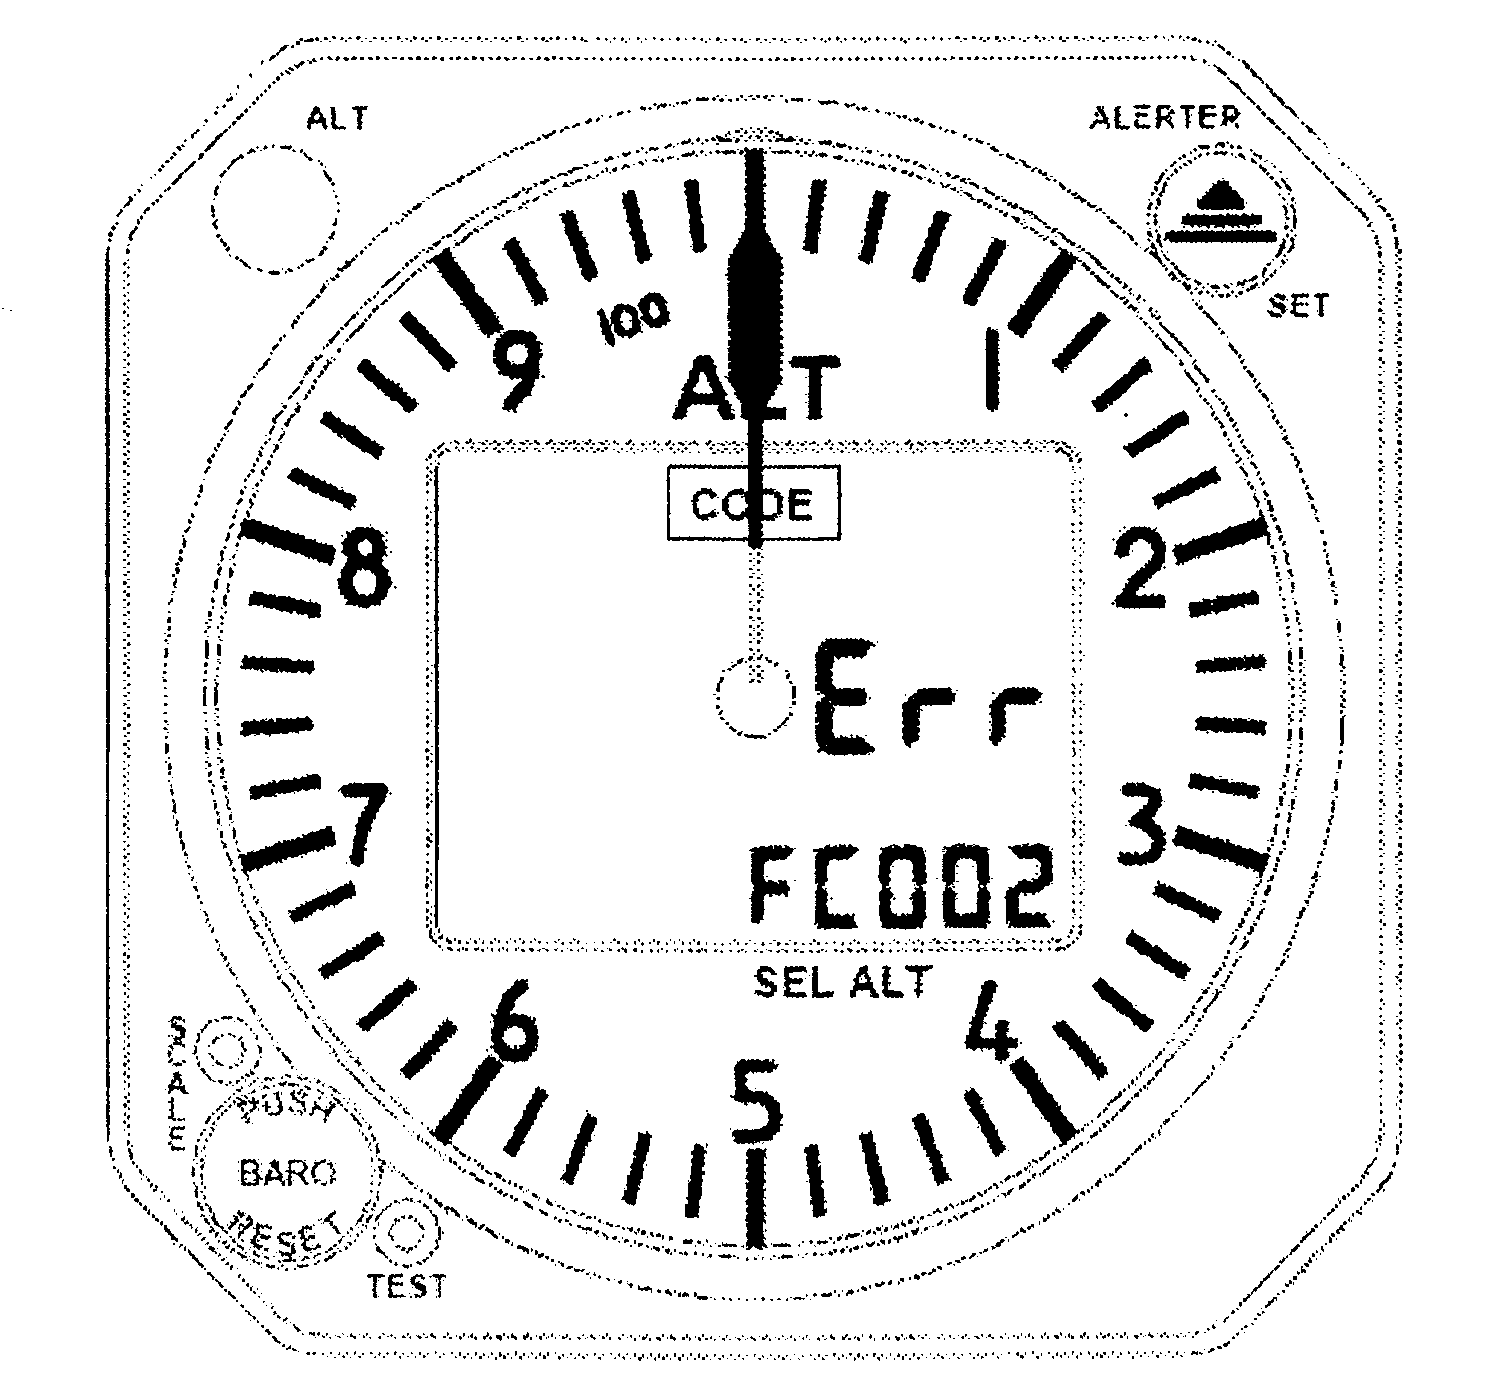 ALT
ALERTER
SET
100
ALT
9
1
CODE
8
2
Err
7
3
FC002
SEL ALT
6
4
5
SCALE
PUSH
BARO
RESET
TEST